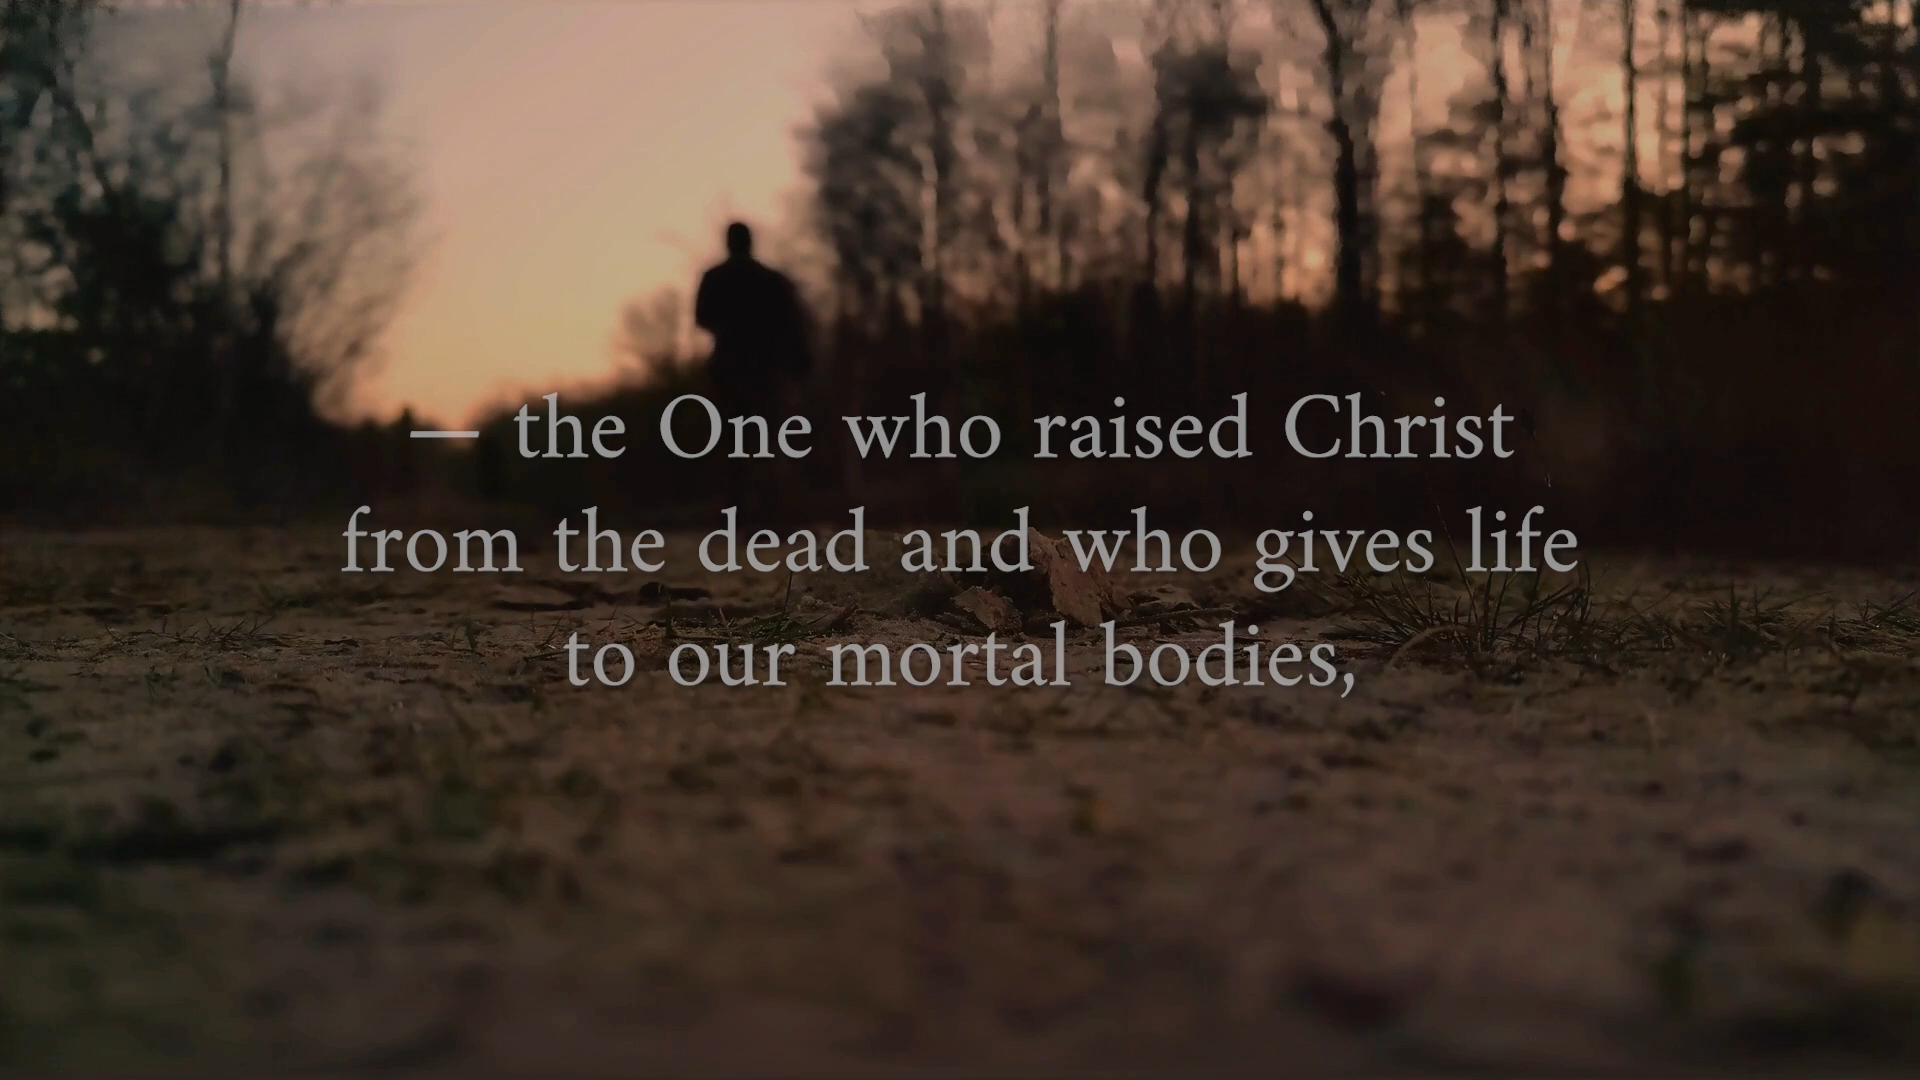 — the One who raised Christ
from the dead and who gives life
to our mortal bodies,